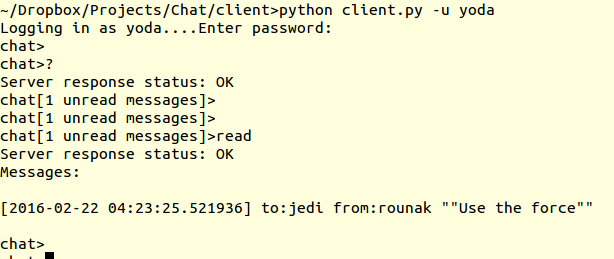 ~/Dropbox/Projects/Chat/client>python client.py -u yoda
Logging in as yoda....Enter password:
chat>
chat>?
Server response status: OK
chat[1 unread messages]>
chat[1 unread messages]>
chat[1 unread messages]>read
Server response status: OK
Messages:
[2016-02-22 04:23:25.521936] to:jedi from:rounak ""Use the force""
chat>
chat>